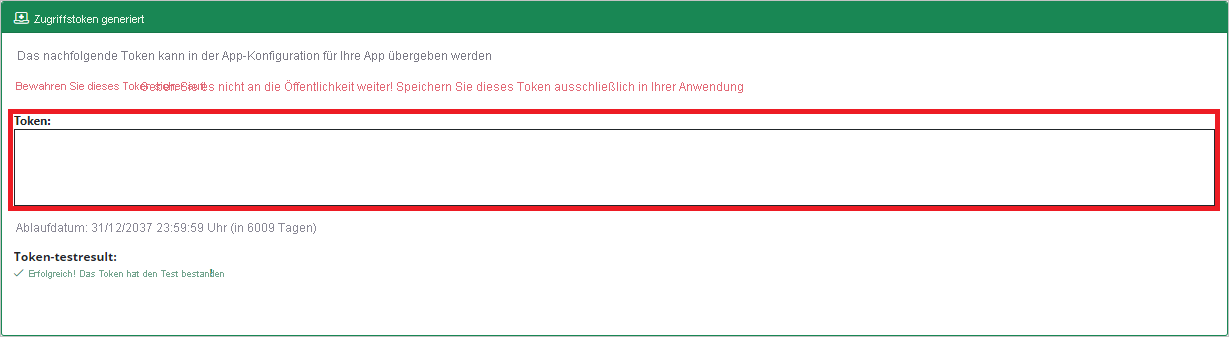 Zugriffstoken generiert
Das nachfolgende Token kann in der App-Konfiguration für Ihre App übergeben werden
Bewahren Sie dieses Token sicher auf! Geben Sie es nicht an die Öffentlichkeit weiter! Speichern Sie dieses Token ausschließlich in Ihrer Anwendung
Token:
Ablaufdatum: 31/12/2037 23:59:59 Uhr (in 6009 Tagen)
Token-testresult:
Erfolgreich! Das Token hat den Test bestanden